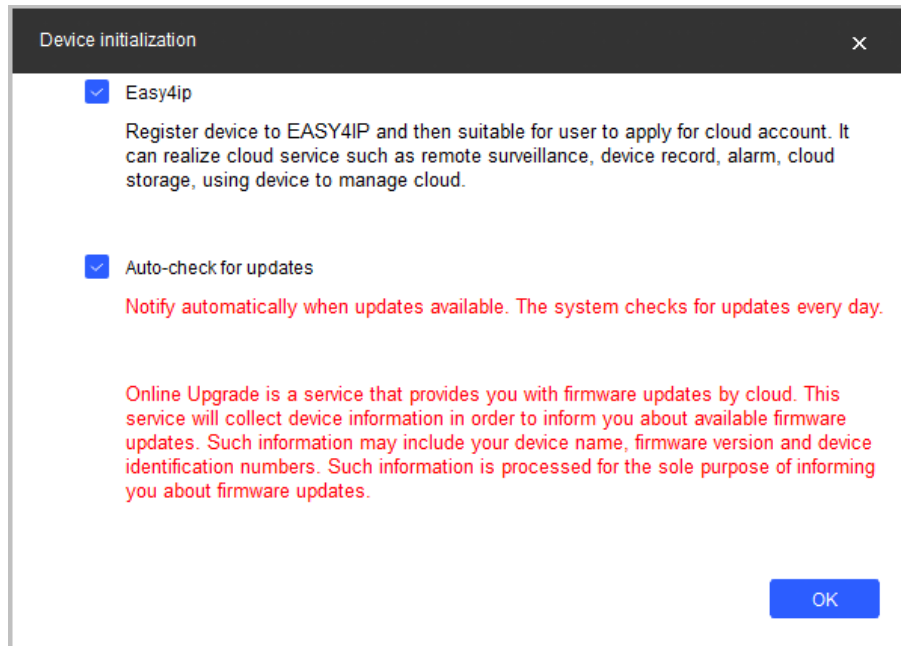 Device initialization
Easy4ip
Register device to EASY4IP and then suitable for user to apply for cloud account. It
can realize cloud service such as remote surveillance, device record, alarm, cloud
storage, using device to manage cloud.
Auto-check for updates
Notify automatically when updates available. The system checks for updates every day.
Online Upgrade is a service that provides you with firmware updates by cloud. This
service will collect device information in order to inform you about available firmware
updates. Such information may include your device name, firmware version and device
identification numbers. Such information is processed for the sole purpose of informing
you about firmware updates.
OK